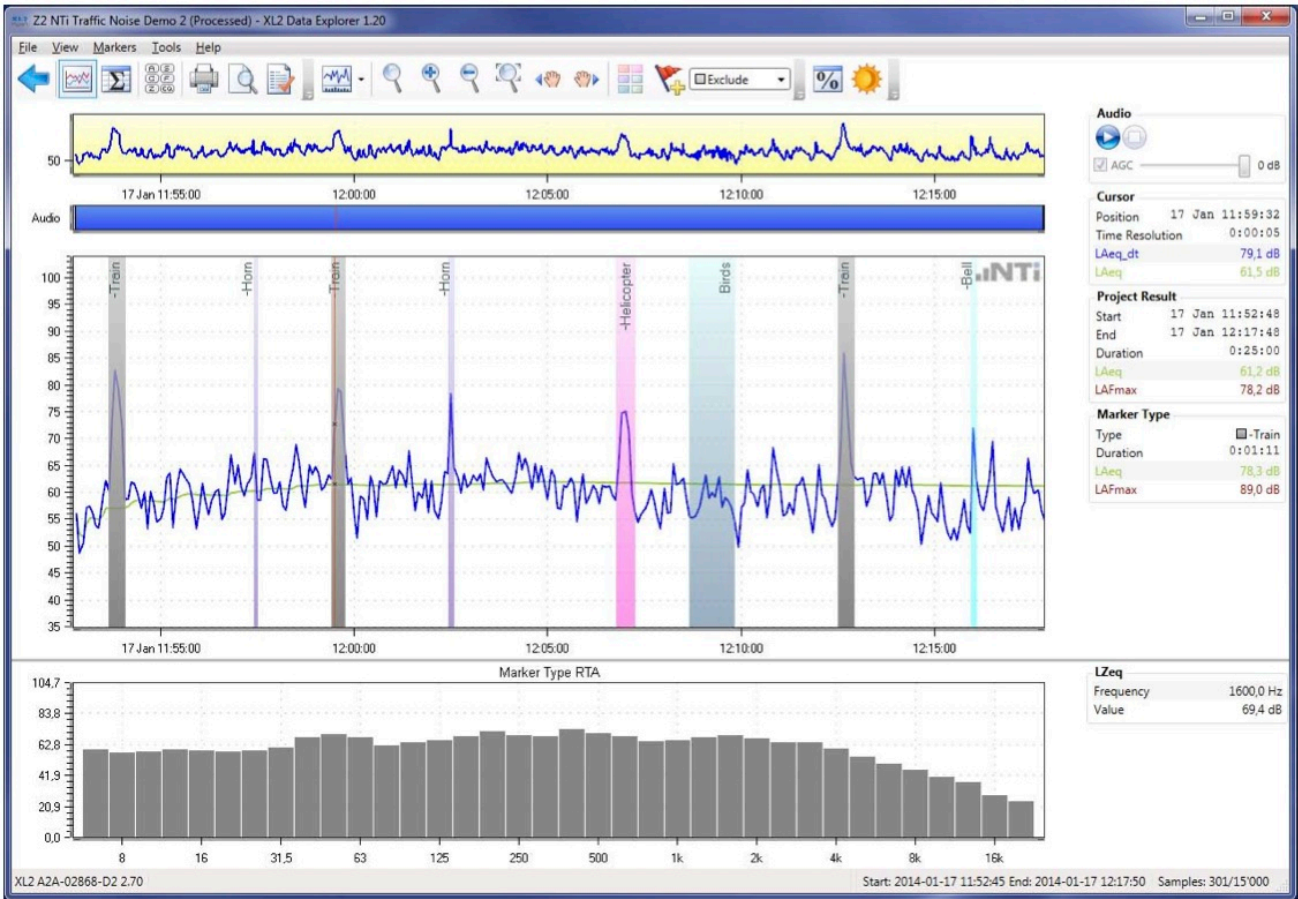 Z2 NTi Traffic Noise Demo 2 (Processed) - XL2 Data Explorer 1.20
File View Markers Tools Help
Exclude
50
17 Jan 11:55:00 12:00:00 12:05:00 12:10:00 12:15:00
Audio
-Train -Horn -Train -Horn -Helicopter Birds -Train -Bell
NTi
100
95
90
85
80
75
70
65
60
55
50
45
40
35
17 Jan 11:55:00 12:00:00 12:05:00 12:10:00 12:15:00
Marker Type RTA
104,7
83,8
62,8
41,9
20,9
0,0
8 16 31,5 63 125 250 500 1k 2k 4k 8k 16k
Audio
AGC 0 dB
Cursor
Position 17 Jan 11:59:32
Time Resolution 0:00:05
LAeq_dt 79,1 dB
LAeq 61,5 dB
Project Result
Start 17 Jan 11:52:48
End 17 Jan 12:17:48
Duration 0:25:00
LAeq 61,2 dB
LAFmax 78,2 dB
Marker Type
Type -Train
Duration 0:01:11
LAeq 78,3 dB
LAFmax 89,0 dB
LZeq
Frequency 1600,0 Hz
Value 69,4 dB
XL2 A2A-02868-D2 2.70 Start: 2014-01-17 11:52:45 End: 2014-01-17 12:17:50 Samples: 301/15'000